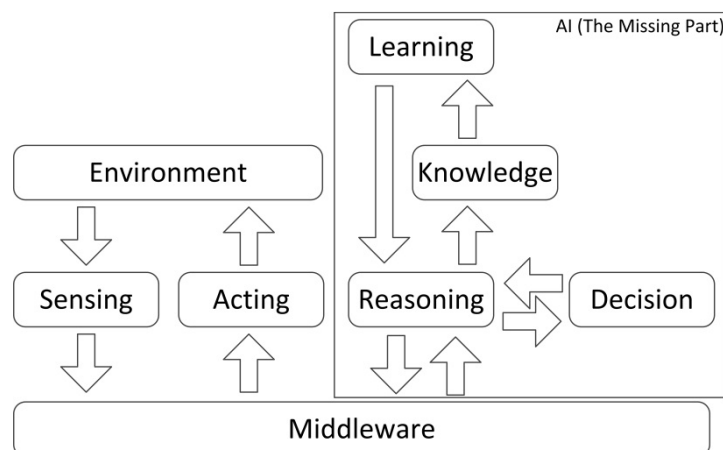 AI (The Missing Part)
Learning
Environment
Knowledge
Sensing
Acting
Reasoning
Decision
Middleware